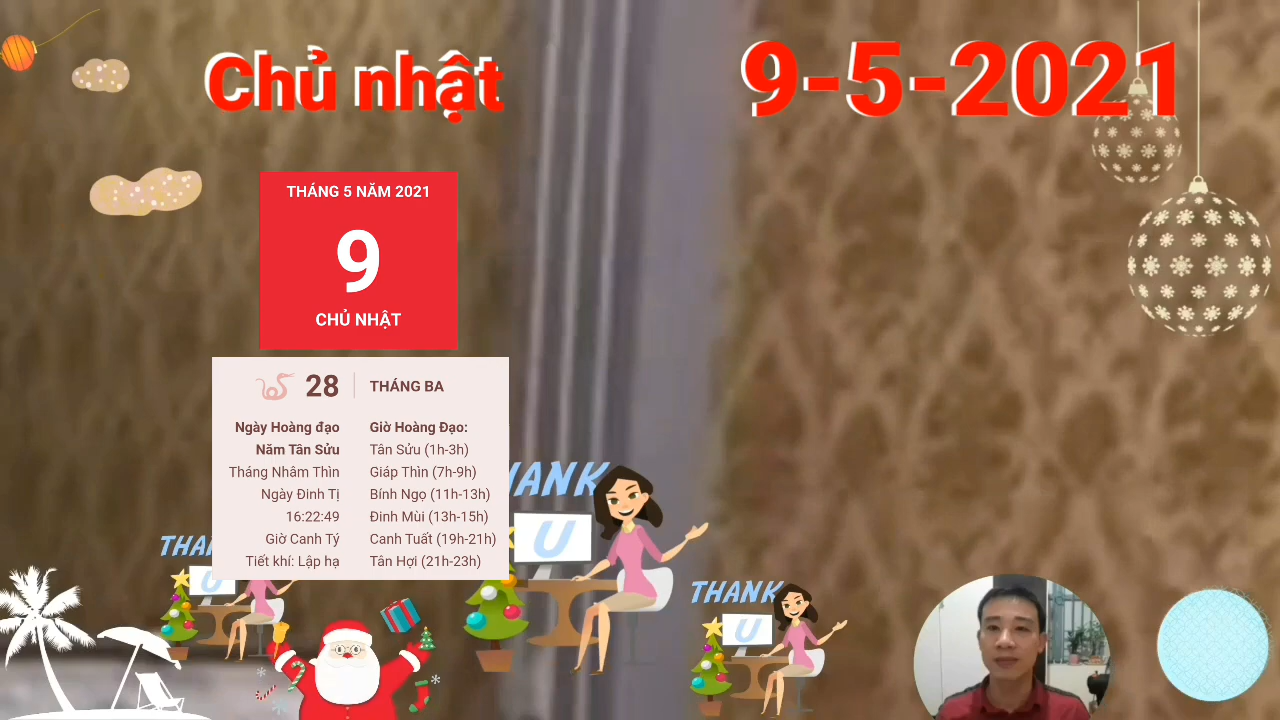 Chủ nhật
9-5-2021
THÁNG 5 NĂM 2021
9
CHỦ NHẬT
28
THÁNG BA
Ngày Hoàng đạo
Năm Tân Sửu
Tháng Nhâm Thìn
Ngày Đinh Tị
16:22:49
Giờ Canh Tý
Tiết khí: Lập hạ
Giờ Hoàng Đạo:
Tân Sửu (1h-3h)
Giáp Thìn (7h-9h)
Bính Ngọ (11h-13h)
Đinh Mùi (13h-15h)
Canh Tuất (19h-21h)
Tân Hợi (21h-23h)
THANK
U